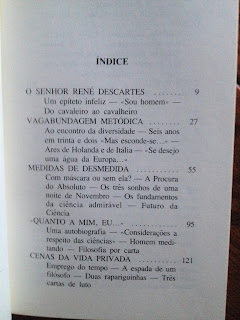 ÍNDICE
O SENHOR RENÉ DESCARTES ......... 9
Um epíteto infeliz — «Sou homem» —
Do cavaleiro ao cavalheiro
VAGABUNDAGEM METÓDICA ......... 27
Ao encontro da diversidade — Seis anos
em trinta e dois «Mas esconde-se...» —
Ares de Holanda e de Itália — «Se desejo
uma água da Europa...»
MEDIDAS DE DESMEDIDA ......... 55
Com máscara ou sem ela? — A Procura
do Absoluto — Os três sonhos de uma
noite de Novembro — Os fundamentos
da ciência admirável — Futuro da
Ciência
«QUANTO A MIM, EU...» ......... 95
Uma autobiografia — «Considerações a
respeito das ciências» — Homem medi-
tando — Filosofia por carta
CENAS DA VIDA PRIVADA ......... 121
Emprego do tempo — A espada de um
filósofo — Duas rapariguinhas — Três
cartas de luto